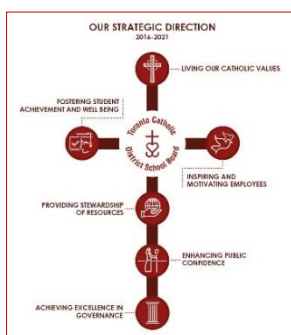 OUR STRATEGIC DIRECTION
2016-2021
LIVING OUR CATHOLIC VALUES
FOSTERING STUDENT
ACHIEVEMENT AND WELL BEING
Toronto Catholic
District School Board
INSPIRING AND
MOTIVATING EMPLOYEES
PROVIDING STEWARDSHIP
OF RESOURCES
ENHANCING PUBLIC
CONFIDENCE
ACHIEVING EXCELLENCE IN
GOVERNANCE